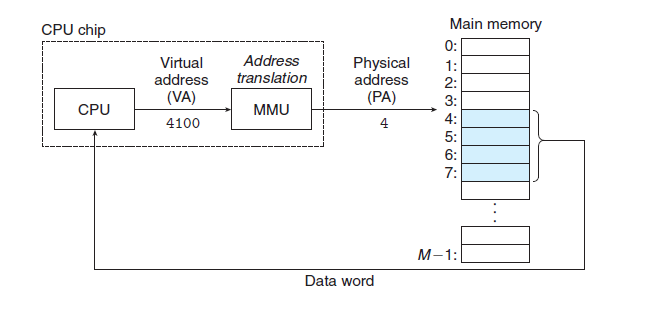 CPU chip
Main memory
Virtual
address
(VA)
4100
Address
translation
Physical
address
(PA)
4
CPU
MMU
0:
1:
2:
3:
4:
5:
6:
7:
. . .
M−1:
Data word